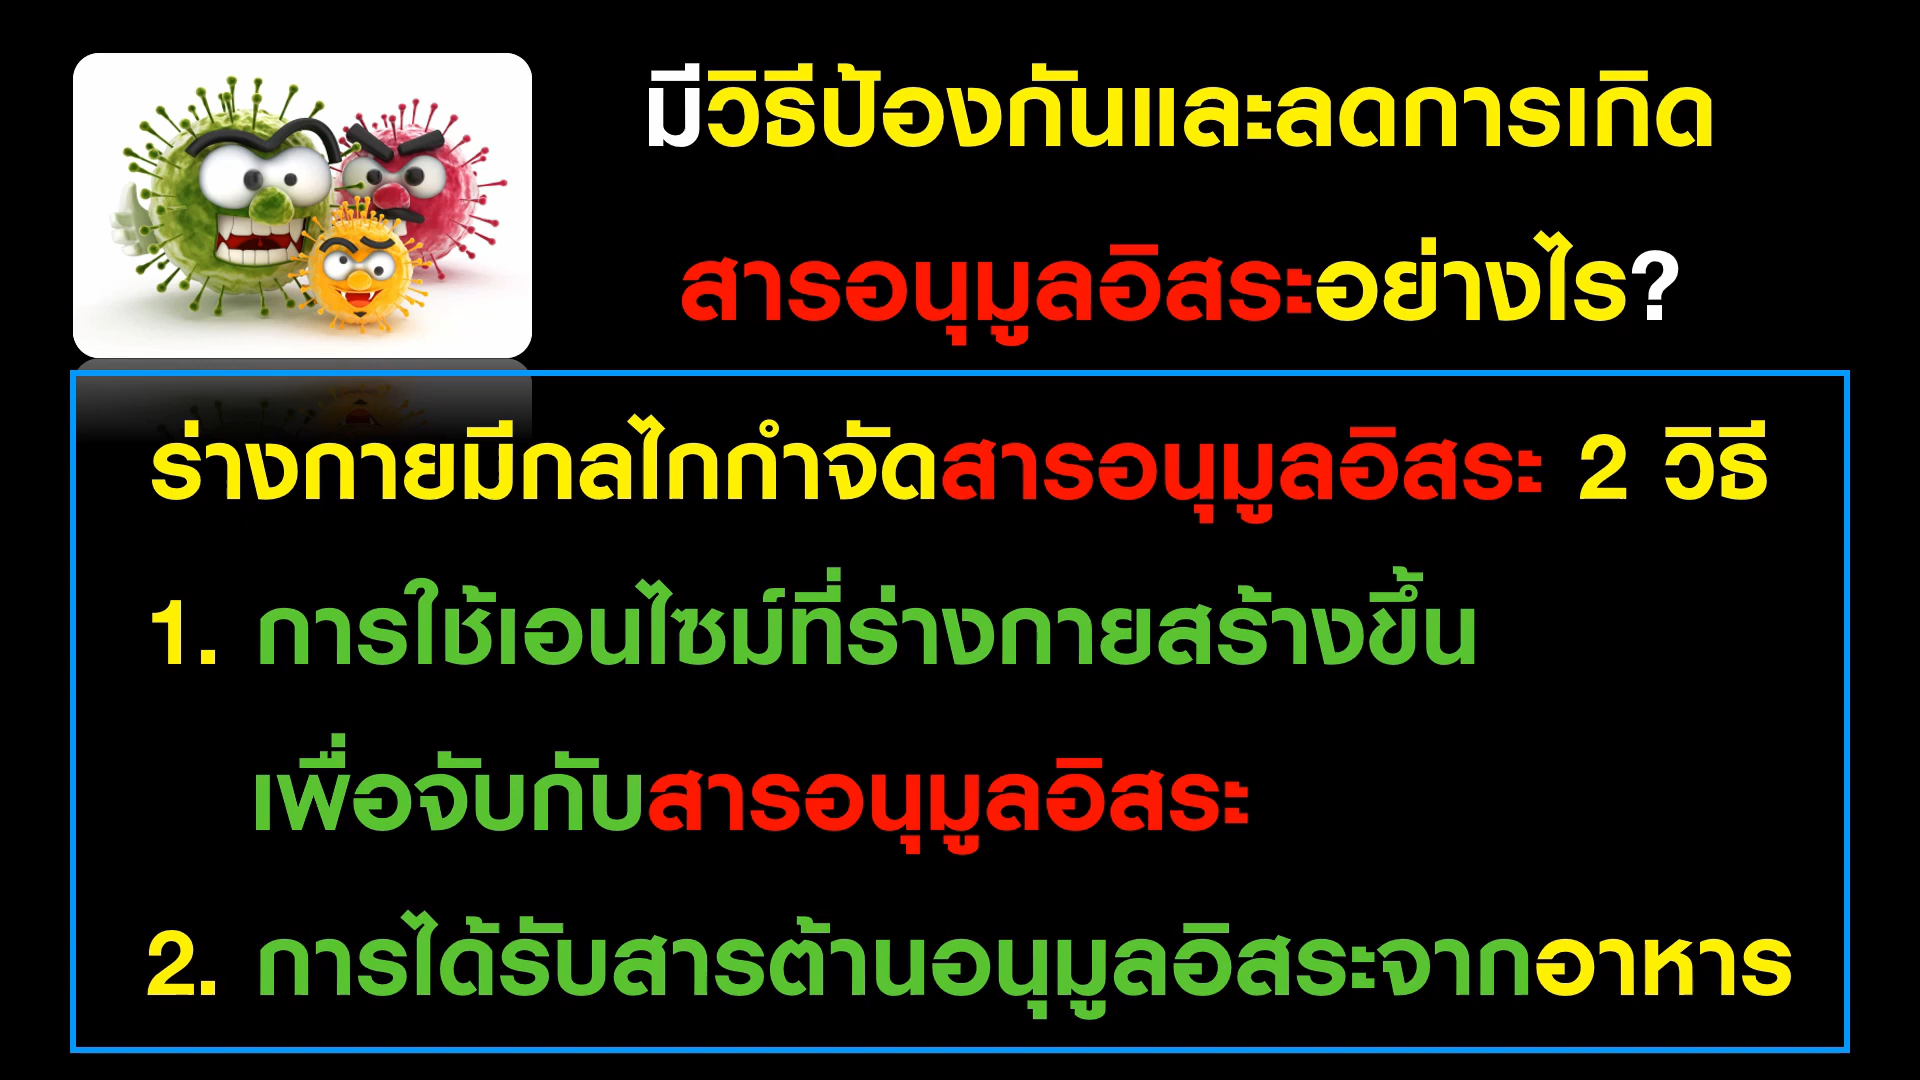 มีวิธีป้องกันและลดการเกิด
สารอนุมูลอิสระอย่างไร?
ร่างกายมีกลไกกำจัดสารอนุมูลอิสระ 2 วิธี
1. การใช้เอนไซม์ที่ร่างกายสร้างขึ้น
เพื่อจับกับสารอนุมูลอิสระ
2. การได้รับสารต้านอนุมูลอิสระจากอาหาร